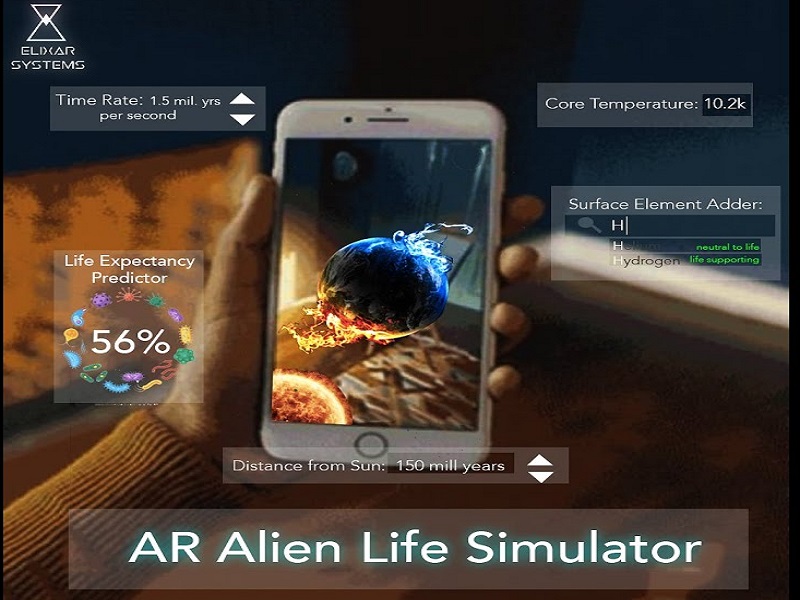 ELIXAR
SYSTEMS
Time Rate: 1.5 mil. yrs
per second
Core Temperature: 10.2k
Surface Element Adder:
H
neutral to life
Hydrogen life supporting
Life Expectancy
Predictor
56%
Distance from Sun: 150 mill years
AR Alien Life Simulator